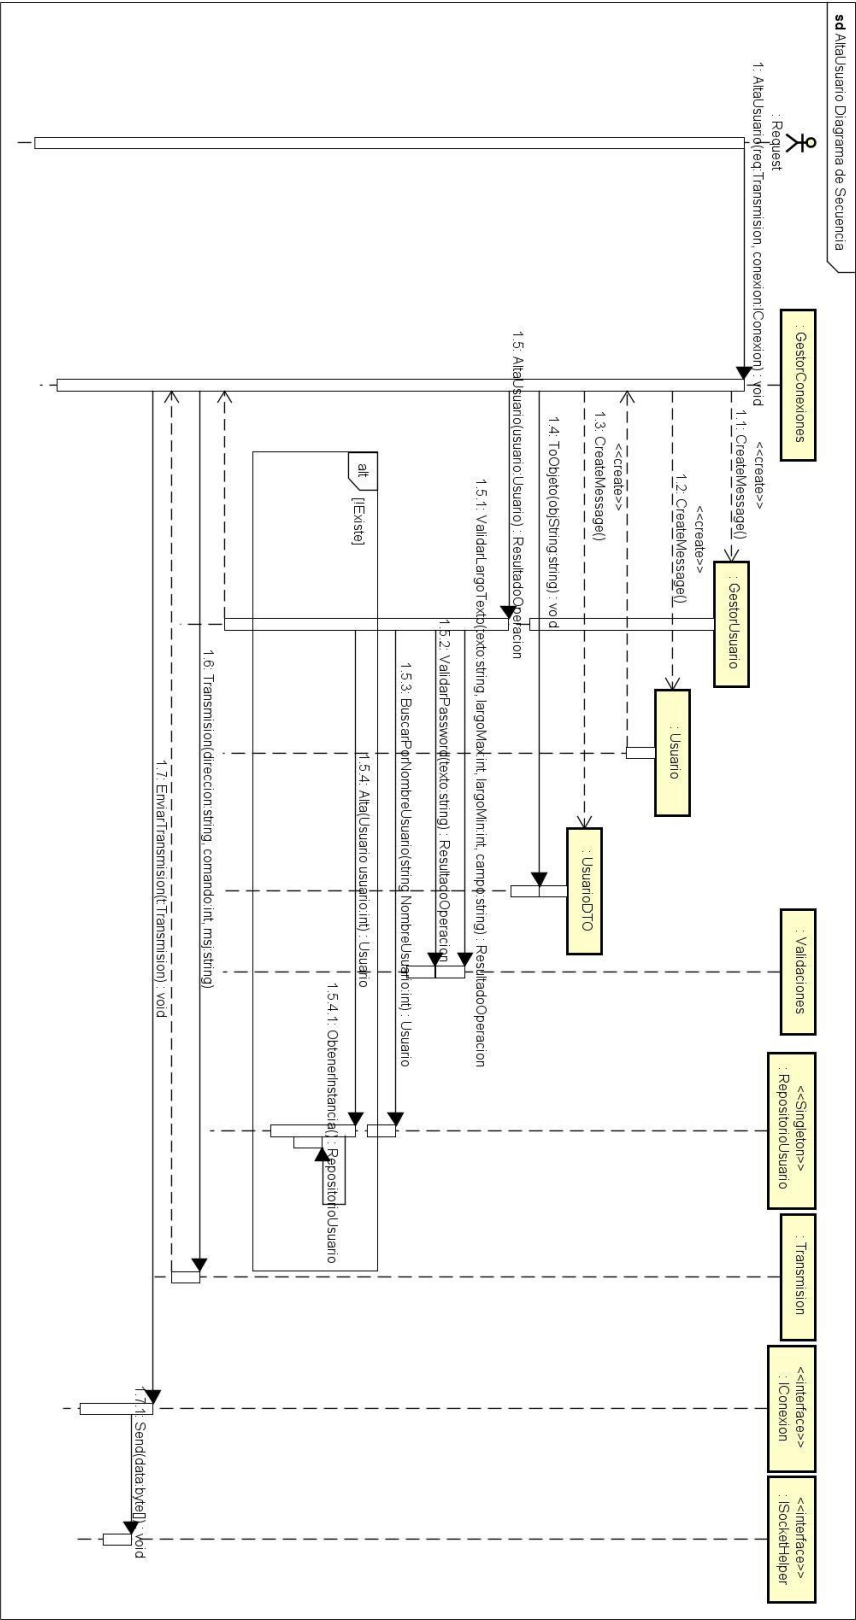 sd AltaUsuario Diagrama de Secuencia
: Request
: GestorConexiones
: GestorUsuario
: Usuario
: UsuarioDTO
: Validaciones
<<Singleton>>
: RepositorioUsuario
: Transmision
<<interface>>
: IConexion
<<interface>>
: ISocketHelper
1: AltaUsuario(req:Transmision, conexion:IConexion) : void
<<create>>
1.1: CreateMessage()
<<create>>
1.2: CreateMessage()
<<create>>
1.3: CreateMessage()
1.4: ToObjeto(objString:string) : void
1.5: AltaUsuario(usuario:Usuario) : ResultadoOperacion
1.5.1: ValidarLargoTexto(texto:string, largoMax:int, largoMin:int, campo:string) : ResultadoOperacion
1.5.2: ValidarPassword(texto:string) : ResultadoOperacion
1.5.3: BuscarPorNombreUsuario(string NombreUsuario:int) : Usuario
alt
[!Existe]
1.5.4: Alta(Usuario usuario:int) : Usuario
1.5.4.1: ObtenerInstancia() : RepositorioUsuario
1.6: Transmision(direccion:string, comando:int, msj:string)
1.7: EnviarTransmision(t:Transmision) : void
1.7.1: Send(data:byte[]) : void